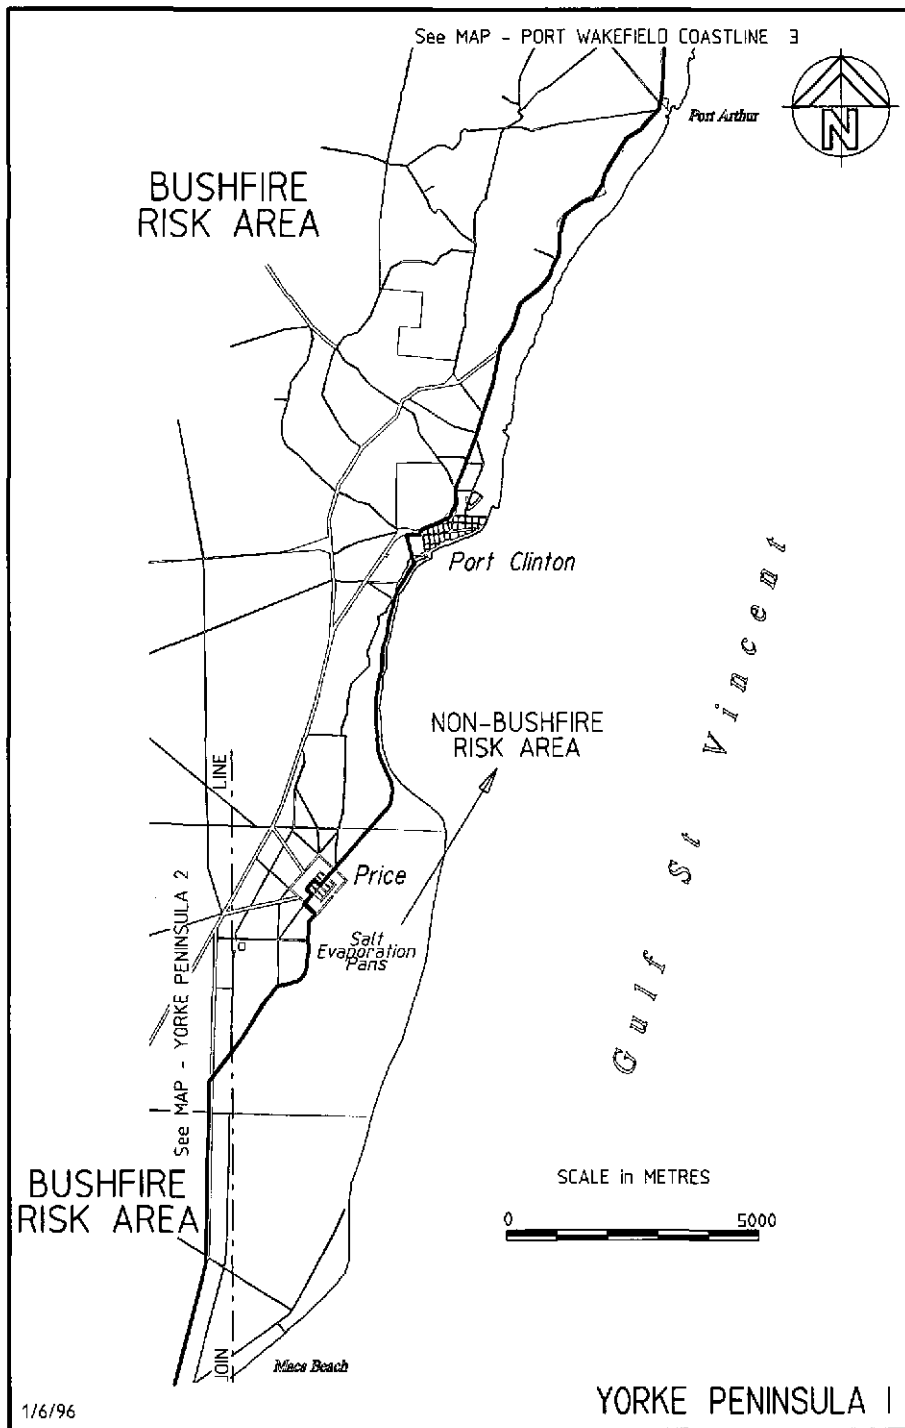 See MAP - PORT WAKEFIELD COASTLINE 3
Port Arthur
N
BUSHFIRE
RISK AREA
Port Clinton
Gulf St Vincent
NON-BUSHFIRE
RISK AREA
LINE
Price
See MAP - YORKE PENINSULA 2
Salt
Evaporation
Pans
SCALE in METRES
0 5000
BUSHFIRE
RISK AREA
JOIN
Macs Beach
1/6/96
YORKE PENINSULA 1